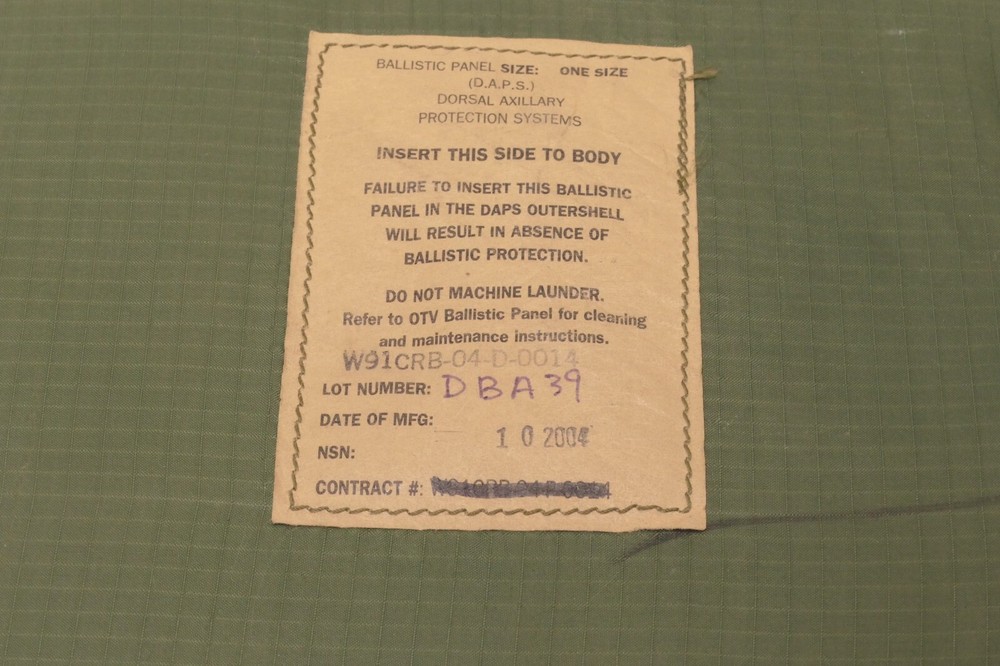 BALLISTIC PANEL SIZE: ONE SIZE
(D.A.P.S.)
DORSAL AXILLARY
PROTECTION SYSTEMS
INSERT THIS SIDE TO BODY
FAILURE TO INSERT THIS BALLISTIC
PANEL IN THE DAPS OUTERSHELL
WILL RESULT IN ABSENCE OF
BALLISTIC PROTECTION.
DO NOT MACHINE LAUNDER.
Refer to OTV Ballistic Panel for cleaning
and maintenance instructions.
W91CRB-04-D-0014
LOT NUMBER: DBA39
DATE OF MFG:
10 2004
NSN:
CONTRACT #: